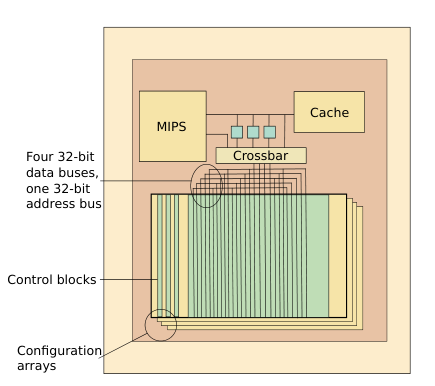 MIPS
Cache
Crossbar
Four 32-bit
data buses,
one 32-bit
address bus
Control blocks
Configuration
arrays